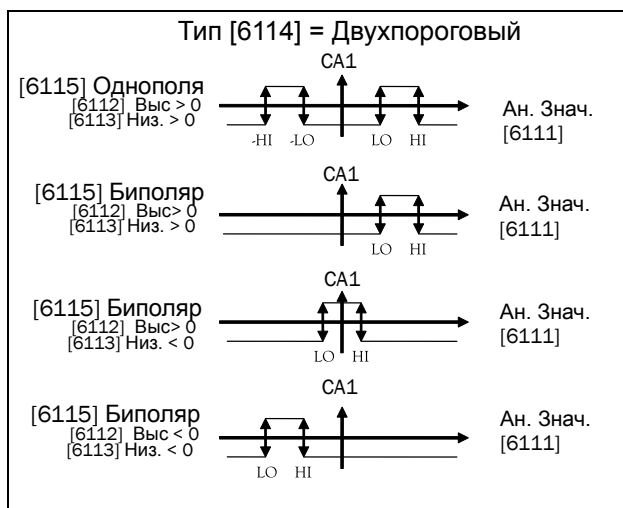 Тип [6114] = Двухпороговый
CA1
[6115] Однополя
[6112] Выс > 0
[6113] Низ. > 0
-HI -LO LO HI
Ан. Знач.
[6111]
CA1
[6115] Биполяр
[6112] Выс> 0
[6113] Низ. > 0
LO HI
Ан. Знач.
[6111]
CA1
[6115] Биполяр
[6112] Выс> 0
[6113] Низ. < 0
LO HI
Ан. Знач.
[6111]
CA1
[6115] Биполяр
[6112] Выс < 0
[6113] Низ. < 0
LO HI
Ан. Знач.
[6111]